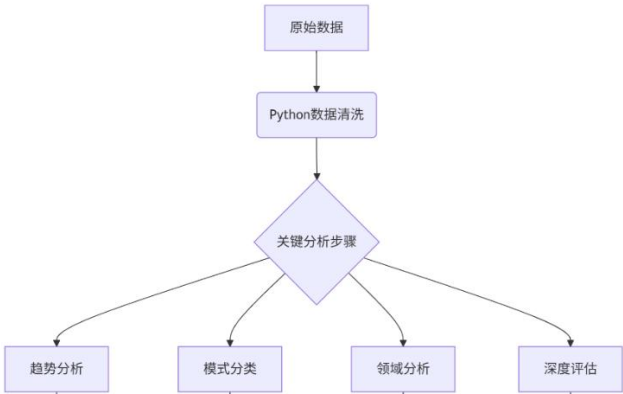 原始数据
Python数据清洗
关键分析步骤
趋势分析
模式分类
领域分析
深度评估